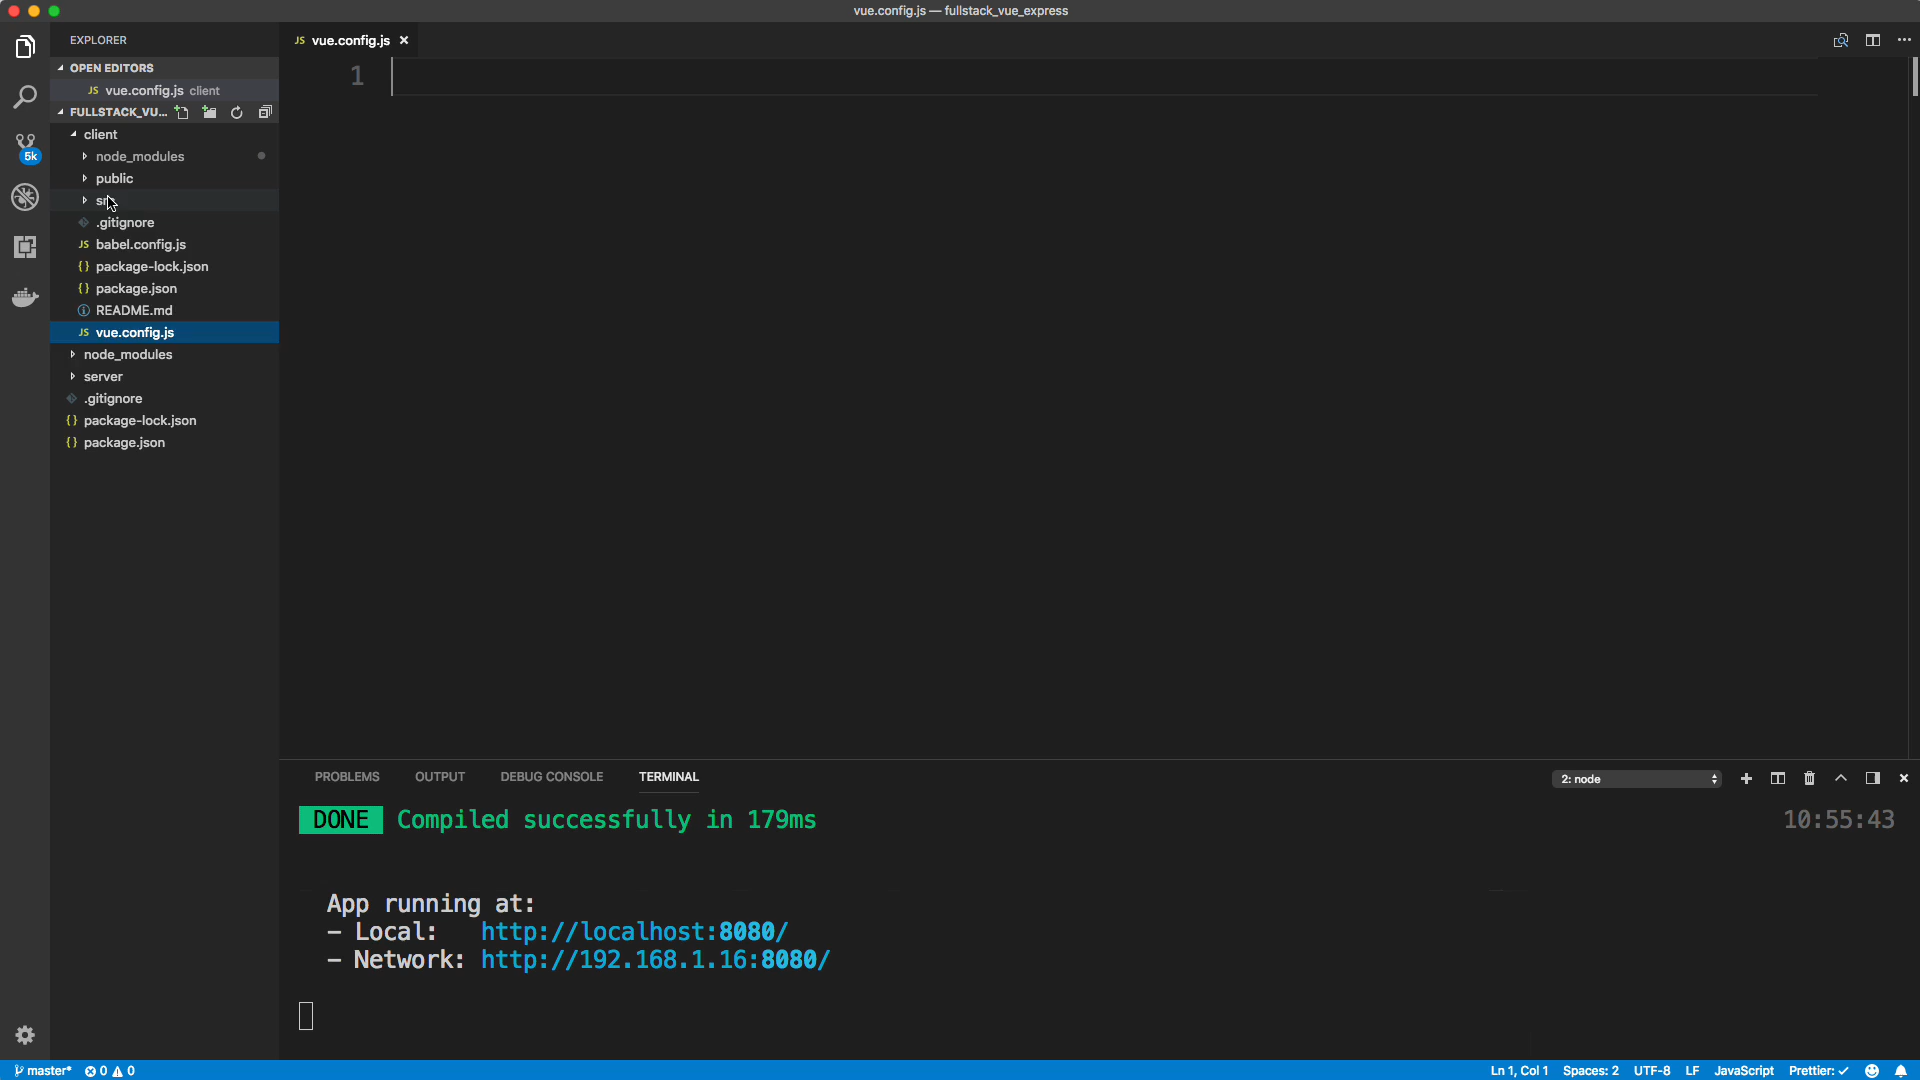 vue.config.js — fullstack_vue_express
EXPLORER
JS vue.config.js
OPEN EDITORS
JS vue.config.js client
FULLSTACK_VU...
client
5k
node_modules
public
.gitignore
JS babel.config.js
{} package-lock.json
{} package.json
README.md
JS vue.config.js
node_modules
server
.gitignore
{} package-lock.json
{} package.json
1
PROBLEMS OUTPUT DEBUG CONSOLE TERMINAL 2: node
DONE Compiled successfully in 179ms 10:55:43
App running at:
- Local: http://localhost:8080/
- Network: http://192.168.1.16:8080/
master* 0 0 Ln 1, Col 1 Spaces: 2 UTF-8 LF JavaScript Prettier: ✓